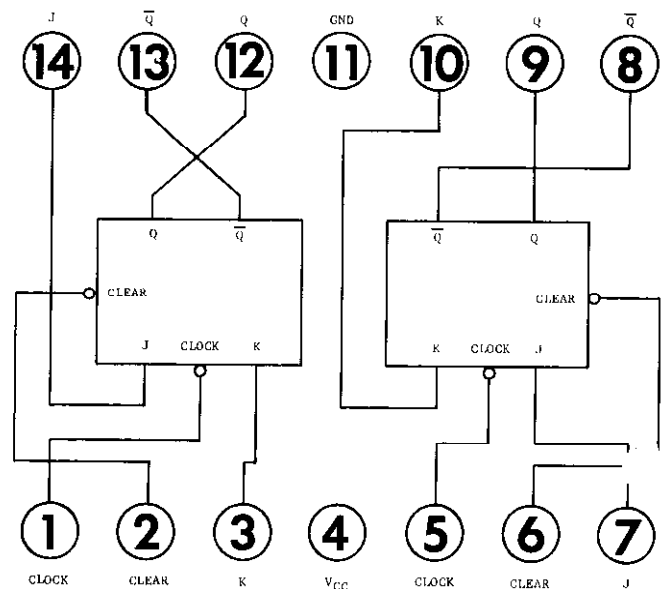 J Q̅ Q GND K Q Q̅
14 13 12 11 10 9 8
Q Q̅
CLEAR
J CLOCK K
Q̅ Q
CLEAR
K CLOCK J
1 2 3 4 5 6 7
CLOCK CLEAR K VCC CLOCK CLEAR J